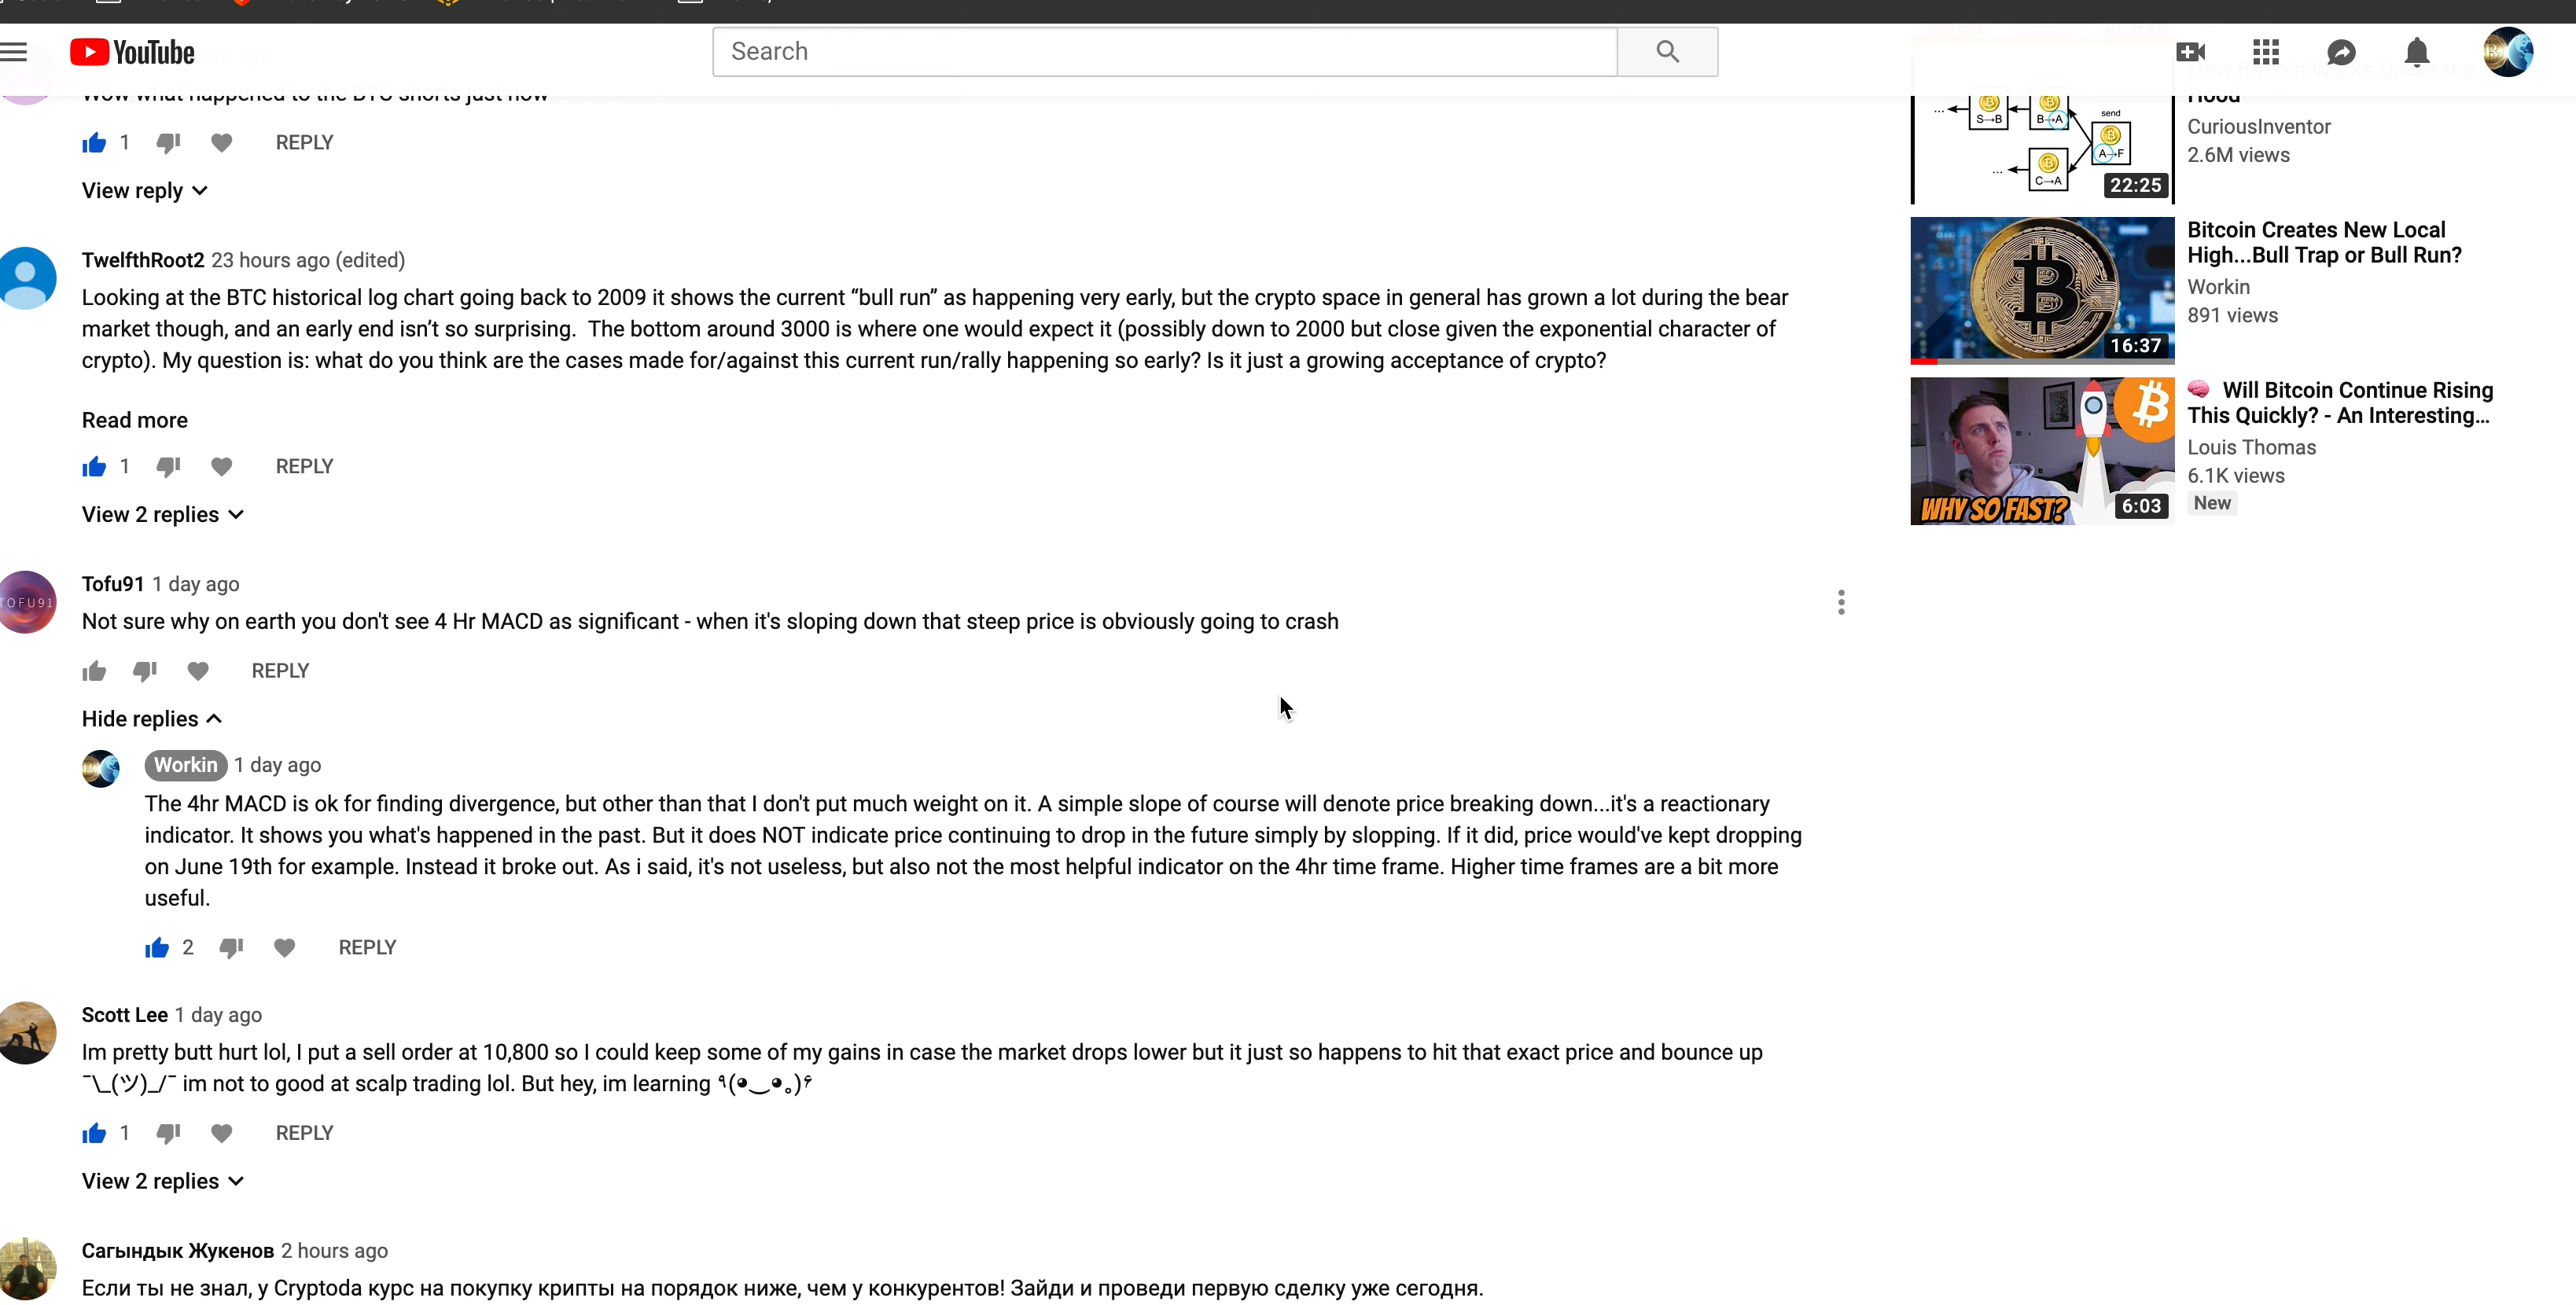 YouTube
Search
Wow what happened to the BTC shorts just now
1 REPLY
View reply
TwelfthRoot2 23 hours ago (edited)
Looking at the BTC historical log chart going back to 2009 it shows the current “bull run” as happening very early, but the crypto space in general has grown a lot during the bear
market though, and an early end isn’t so surprising. The bottom around 3000 is where one would expect it (possibly down to 2000 but close given the exponential character of
crypto). My question is: what do you think are the cases made for/against this current run/rally happening so early? Is it just a growing acceptance of crypto?
Read more
1 REPLY
View 2 replies
TOFU91
Tofu91 1 day ago
Not sure why on earth you don't see 4 Hr MACD as significant - when it's sloping down that steep price is obviously going to crash
REPLY
Hide replies
Workin 1 day ago
The 4hr MACD is ok for finding divergence, but other than that I don't put much weight on it. A simple slope of course will denote price breaking down...it's a reactionary
indicator. It shows you what's happened in the past. But it does NOT indicate price continuing to drop in the future simply by slopping. If it did, price would've kept dropping
on June 19th for example. Instead it broke out. As i said, it's not useless, but also not the most helpful indicator on the 4hr time frame. Higher time frames are a bit more
useful.
2 REPLY
Scott Lee 1 day ago
Im pretty butt hurt lol, I put a sell order at 10,800 so I could keep some of my gains in case the market drops lower but it just so happens to hit that exact price and bounce up
¯\_(ツ)_/¯ im not to good at scalp trading lol. But hey, im learning ٩(◕‿◕｡)۶
1 REPLY
View 2 replies
Сагындык Жукенов 2 hours ago
Если ты не знал, у Cryptoda курс на покупку крипты на порядок ниже, чем у конкурентов! Зайди и проведи первую сделку уже сегодня.
... S→B B→A send
A→F
... C→A
22:25
Hood
CuriousInventor
2.6M views
16:37
Bitcoin Creates New Local
High...Bull Trap or Bull Run?
Workin
891 views
WHY SO FAST?
6:03
🧠 Will Bitcoin Continue Rising
This Quickly? - An Interesting...
Louis Thomas
6.1K views
New